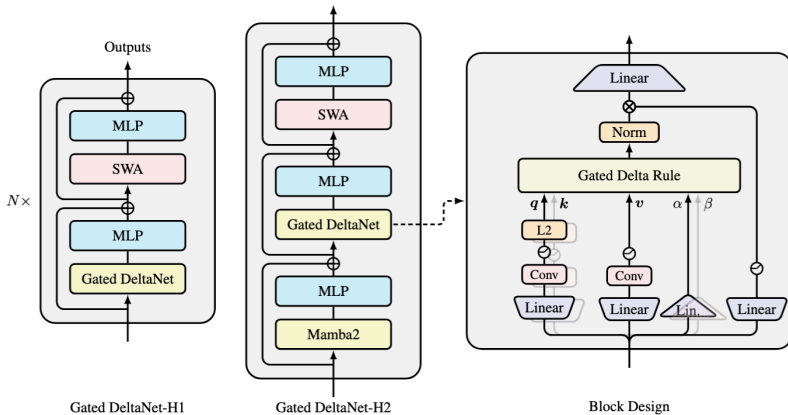 Outputs
MLP
SWA
N×
MLP
Gated DeltaNet
Gated DeltaNet-H1
MLP
SWA
MLP
Gated DeltaNet
MLP
Mamba2
Gated DeltaNet-H2
Linear
Norm
Gated Delta Rule
q k v α β
L2
Conv Conv
Linear Linear Lin. Linear
Block Design